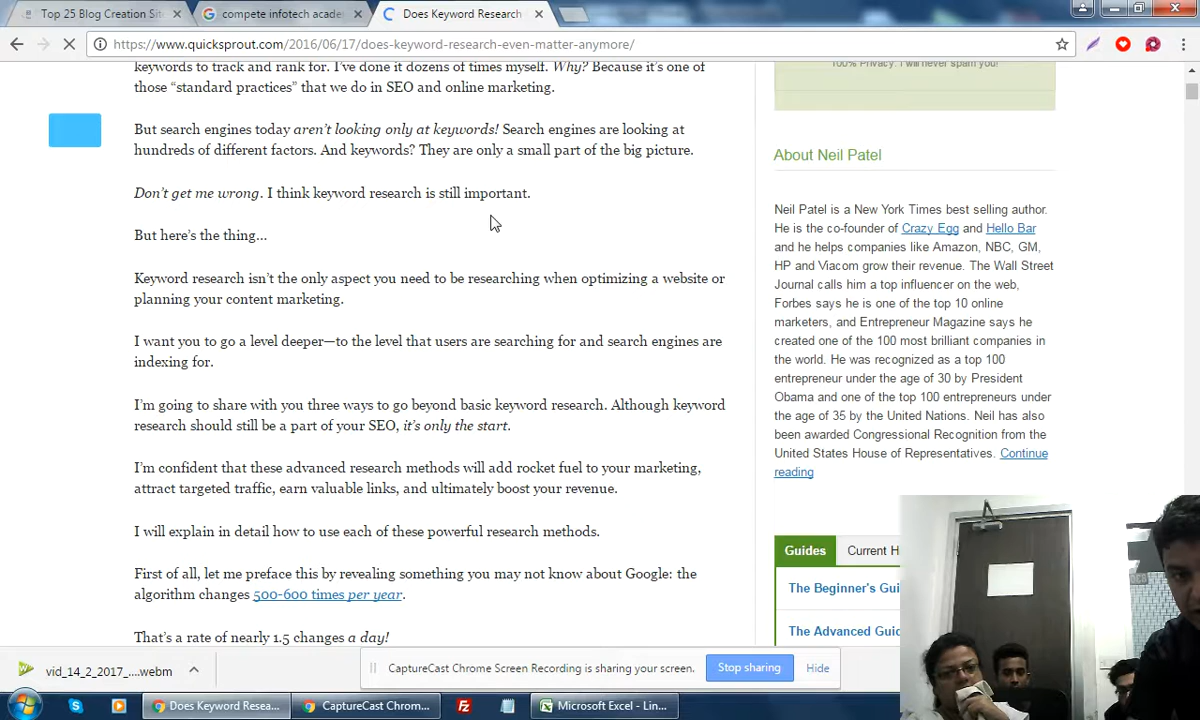 Top 25 Blog Creation Sit
compete infotech acade
Does Keyword Research
https://www.quicksprout.com/2016/06/17/does-keyword-research-even-matter-anymore/
keywords to track and rank for. I've done it dozens of times myself. Why? Because it's one of
those “standard practices” that we do in SEO and online marketing.
But search engines today aren't looking only at keywords! Search engines are looking at
hundreds of different factors. And keywords? They are only a small part of the big picture.
Don't get me wrong. I think keyword research is still important.
But here's the thing…
Keyword research isn't the only aspect you need to be researching when optimizing a website or
planning your content marketing.
I want you to go a level deeper—to the level that users are searching for and search engines are
indexing for.
I'm going to share with you three ways to go beyond basic keyword research. Although keyword
research should still be a part of your SEO, it's only the start.
I'm confident that these advanced research methods will add rocket fuel to your marketing,
attract targeted traffic, earn valuable links, and ultimately boost your revenue.
I will explain in detail how to use each of these powerful research methods.
First of all, let me preface this by revealing something you may not know about Google: the
algorithm changes 500-600 times per year.
That's a rate of nearly 1.5 changes a day!
100% Privacy. I will never spam you!
About Neil Patel
Neil Patel is a New York Times best selling author.
He is the co-founder of Crazy Egg and Hello Bar
and he helps companies like Amazon, NBC, GM,
HP and Viacom grow their revenue. The Wall Street
Journal calls him a top influencer on the web,
Forbes says he is one of the top 10 online
marketers, and Entrepreneur Magazine says he
created one of the 100 most brilliant companies in
the world. He was recognized as a top 100
entrepreneur under the age of 30 by President
Obama and one of the top 100 entrepreneurs under
the age of 35 by the United Nations. Neil has also
been awarded Congressional Recognition from the
United States House of Representatives. Continue
reading
Guides
Current H
The Beginner's Gui
The Advanced Guid
vid_14_2_2017_....webm
CaptureCast Chrome Screen Recording is sharing your screen.
Stop sharing
Hide
Does Keyword Resea...
CaptureCast Chrom...
Microsoft Excel - Lin...